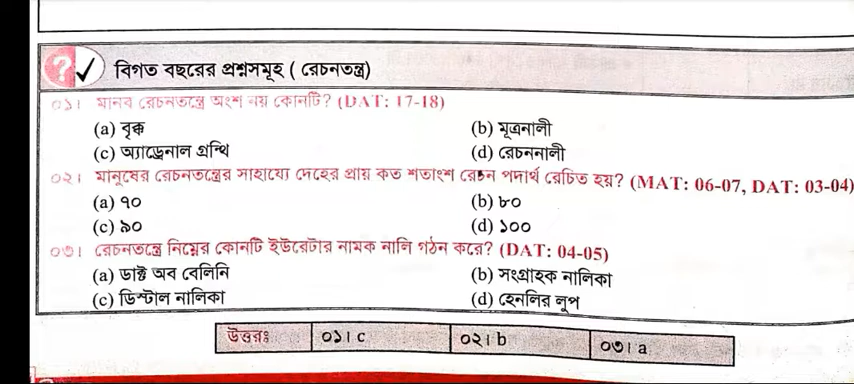 বিগত বছরের প্রশ্নসমূহ ( রেচনতন্ত্র)
০১। মানব রেচনতন্ত্রে অংশ নয় কোনটি? (DAT: 17-18)
(a) বৃক্ক (b) মূত্রনালী
(c) অ্যাড্রেনাল গ্রন্থি (d) রেচননালী
০২। মানুষের রেচনতন্ত্রের সাহায্যে দেহের প্রায় কত শতাংশ রেচন পদার্থ রেচিত হয়? (MAT: 06-07, DAT: 03-04)
(a) ৭০ (b) ৮০
(c) ৯০ (d) ১০০
০৩। রেচনতন্ত্রে নিম্নের কোনটি ইউরেটার নামক নালি গঠন করে? (DAT: 04-05)
(a) ডাক্ট অব বেলিনি (b) সংগ্রাহক নালিকা
(c) ডিস্টাল নালিকা (d) হেনলির লুপ
উত্তরঃ ০১। c ০২। b ০৩। a